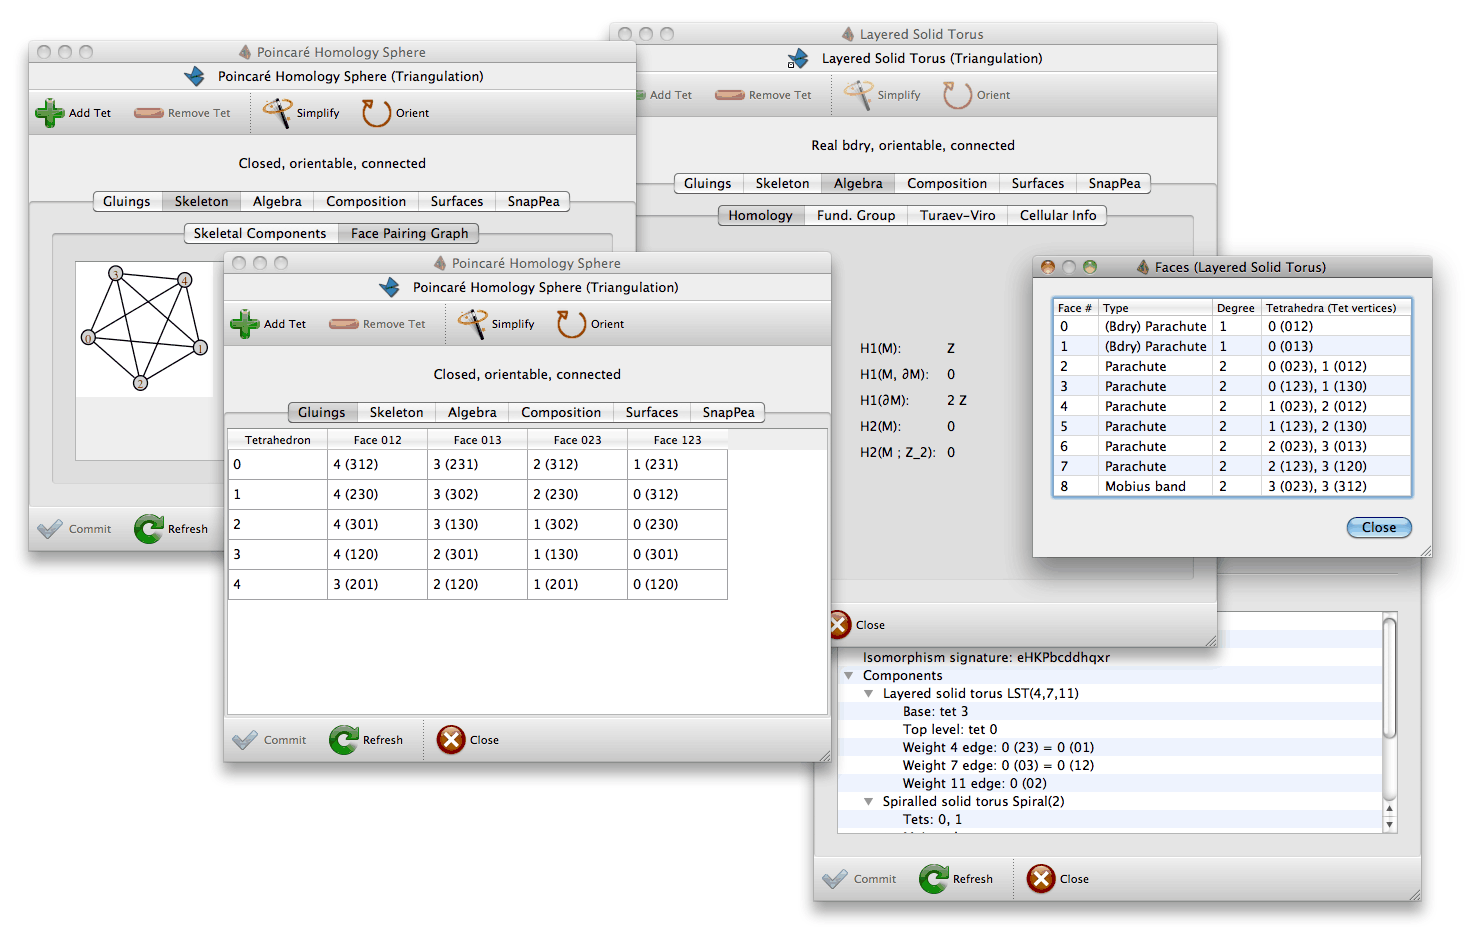 Poincaré Homology Sphere
Poincaré Homology Sphere (Triangulation)
Add Tet Remove Tet Simplify Orient
Closed, orientable, connected
Gluings Skeleton Algebra Composition Surfaces SnapPea
Skeletal Components Face Pairing Graph
3
4
0
1
2
Commit Refresh
Layered Solid Torus
Layered Solid Torus (Triangulation)
Add Tet Remove Tet Simplify Orient
Real bdry, orientable, connected
Gluings Skeleton Algebra Composition Surfaces SnapPea
Homology Fund. Group Turaev-Viro Cellular Info
H1(M): Z
H1(M, ∂M): 0
H1(∂M): 2 Z
H2(M): 0
H2(M ; Z_2): 0
Close
Poincaré Homology Sphere
Poincaré Homology Sphere (Triangulation)
Add Tet Remove Tet Simplify Orient
Closed, orientable, connected
Gluings Skeleton Algebra Composition Surfaces SnapPea
Tetrahedron Face 012 Face 013 Face 023 Face 123
0 4 (312) 3 (231) 2 (312) 1 (231)
1 4 (230) 3 (302) 2 (230) 0 (312)
2 4 (301) 3 (130) 1 (302) 0 (230)
3 4 (120) 2 (301) 1 (130) 0 (301)
4 3 (201) 2 (120) 1 (201) 0 (120)
Commit Refresh Close
Faces (Layered Solid Torus)
Face # Type Degree Tetrahedra (Tet vertices)
0 (Bdry) Parachute 1 0 (012)
1 (Bdry) Parachute 1 0 (013)
2 Parachute 2 0 (023), 1 (012)
3 Parachute 2 0 (123), 1 (130)
4 Parachute 2 1 (023), 2 (012)
5 Parachute 2 1 (123), 2 (130)
6 Parachute 2 2 (023), 3 (013)
7 Parachute 2 2 (123), 3 (120)
8 Mobius band 2 3 (023), 3 (312)
Close
Isomorphism signature: eHKPbcddhqxr
Components
Layered solid torus LST(4,7,11)
Base: tet 3
Top level: tet 0
Weight 4 edge: 0 (23) = 0 (01)
Weight 7 edge: 0 (03) = 0 (12)
Weight 11 edge: 0 (02)
Spiralled solid torus Spiral(2)
Tets: 0, 1
Commit Refresh Close